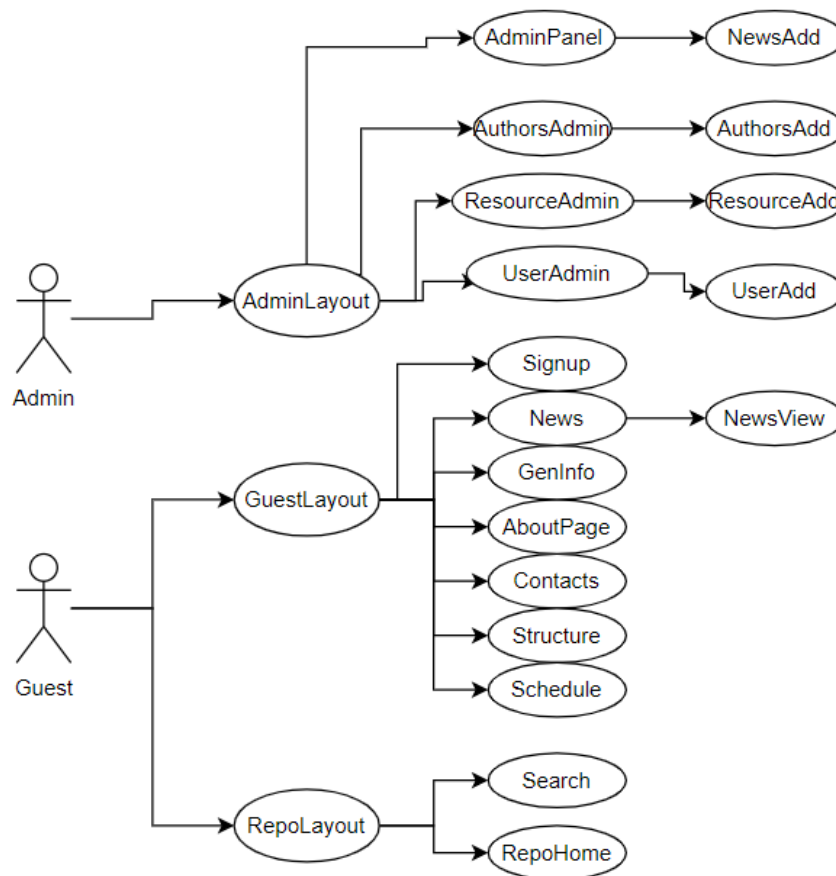 AdminPanel
NewsAdd
AuthorsAdmin
AuthorsAdd
ResourceAdmin
ResourceAdd
UserAdmin
UserAdd
AdminLayout
Admin
Signup
News
NewsView
GenInfo
GuestLayout
AboutPage
Contacts
Structure
Guest
Schedule
Search
RepoLayout
RepoHome